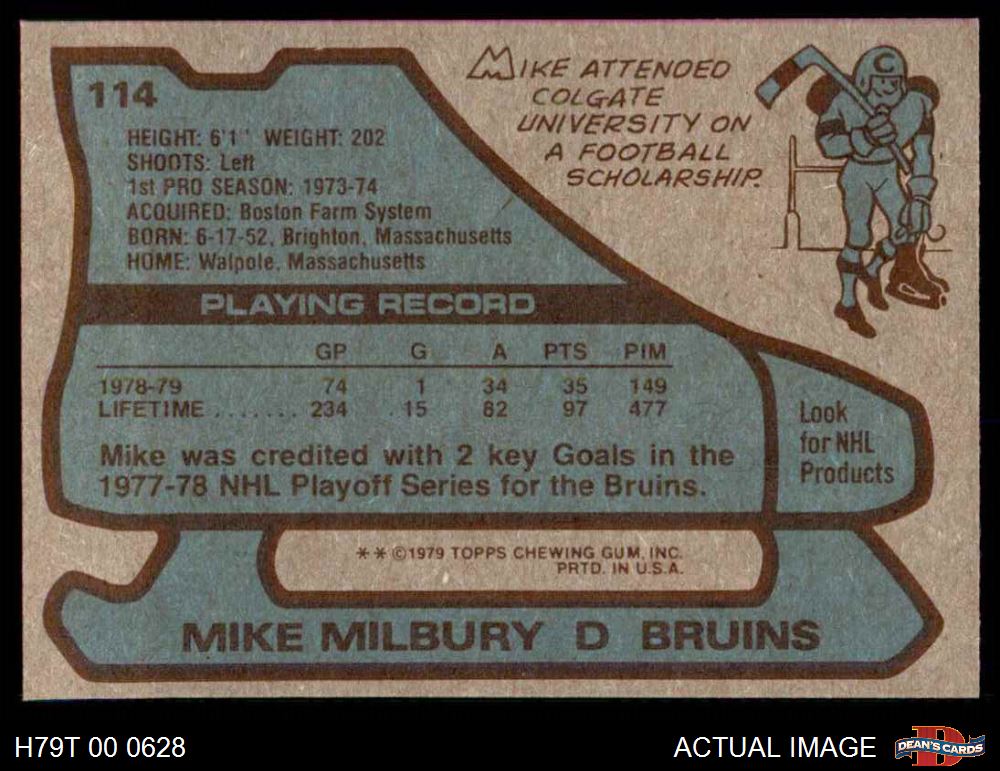 114
HEIGHT: 6'1" WEIGHT: 202
SHOOTS: Left
1st PRO SEASON: 1973-74
ACQUIRED: Boston Farm System
BORN: 6-17-52, Brighton, Massachusetts
HOME: Walpole, Massachusetts
MIKE ATTENDED
COLGATE
UNIVERSITY ON
A FOOTBALL
SCHOLARSHIP.
C
PLAYING RECORD
GP G A PTS PIM
1978-79 74 1 34 35 149
LIFETIME ....... 234 15 82 97 477
Mike was credited with 2 key Goals in the
1977-78 NHL Playoff Series for the Bruins.
Look
for NHL
Products
** ©1979 TOPPS CHEWING GUM, INC.
PRTD. IN U.S.A.
MIKE MILBURY D BRUINS
H79T 00 0628
ACTUAL IMAGE
D
DEAN'S CARDS